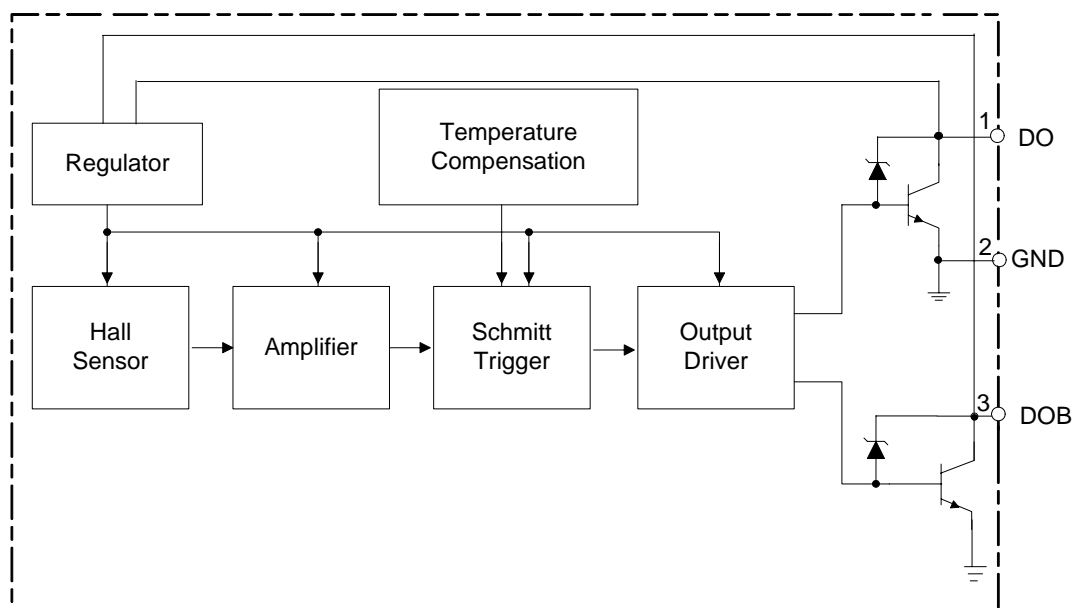 Regulator
Temperature
Compensation
1
DO
2
GND
Hall
Sensor
Amplifier
Schmitt
Trigger
Output
Driver
3
DOB